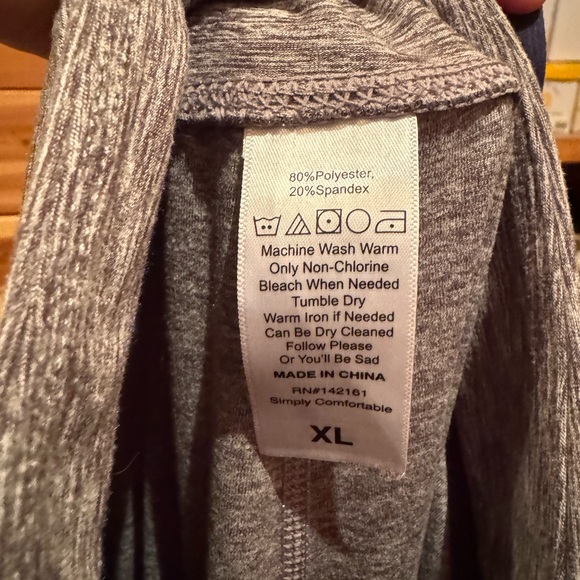 80%Polyester,
20%Spandex
Machine Wash Warm
Only Non-Chlorine
Bleach When Needed
Tumble Dry
Warm Iron if Needed
Can Be Dry Cleaned
Follow Please
Or You'll Be Sad
MADE IN CHINA
RN#142161
Simply Comfortable
XL